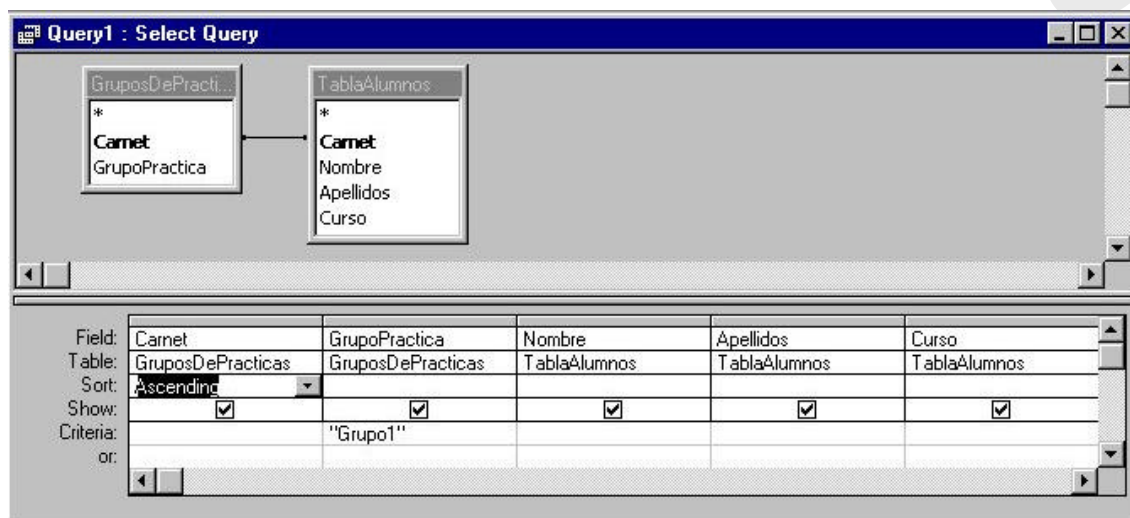 Query1 : Select Query
GruposDePracti...
*
Carnet
GrupoPractica
TablaAlumnos
*
Carnet
Nombre
Apellidos
Curso
Field: Carnet GrupoPractica Nombre Apellidos Curso
Table: GruposDePracticas GruposDePracticas TablaAlumnos TablaAlumnos TablaAlumnos
Sort: Ascending
Show:
Criteria: "Grupo1"
or: